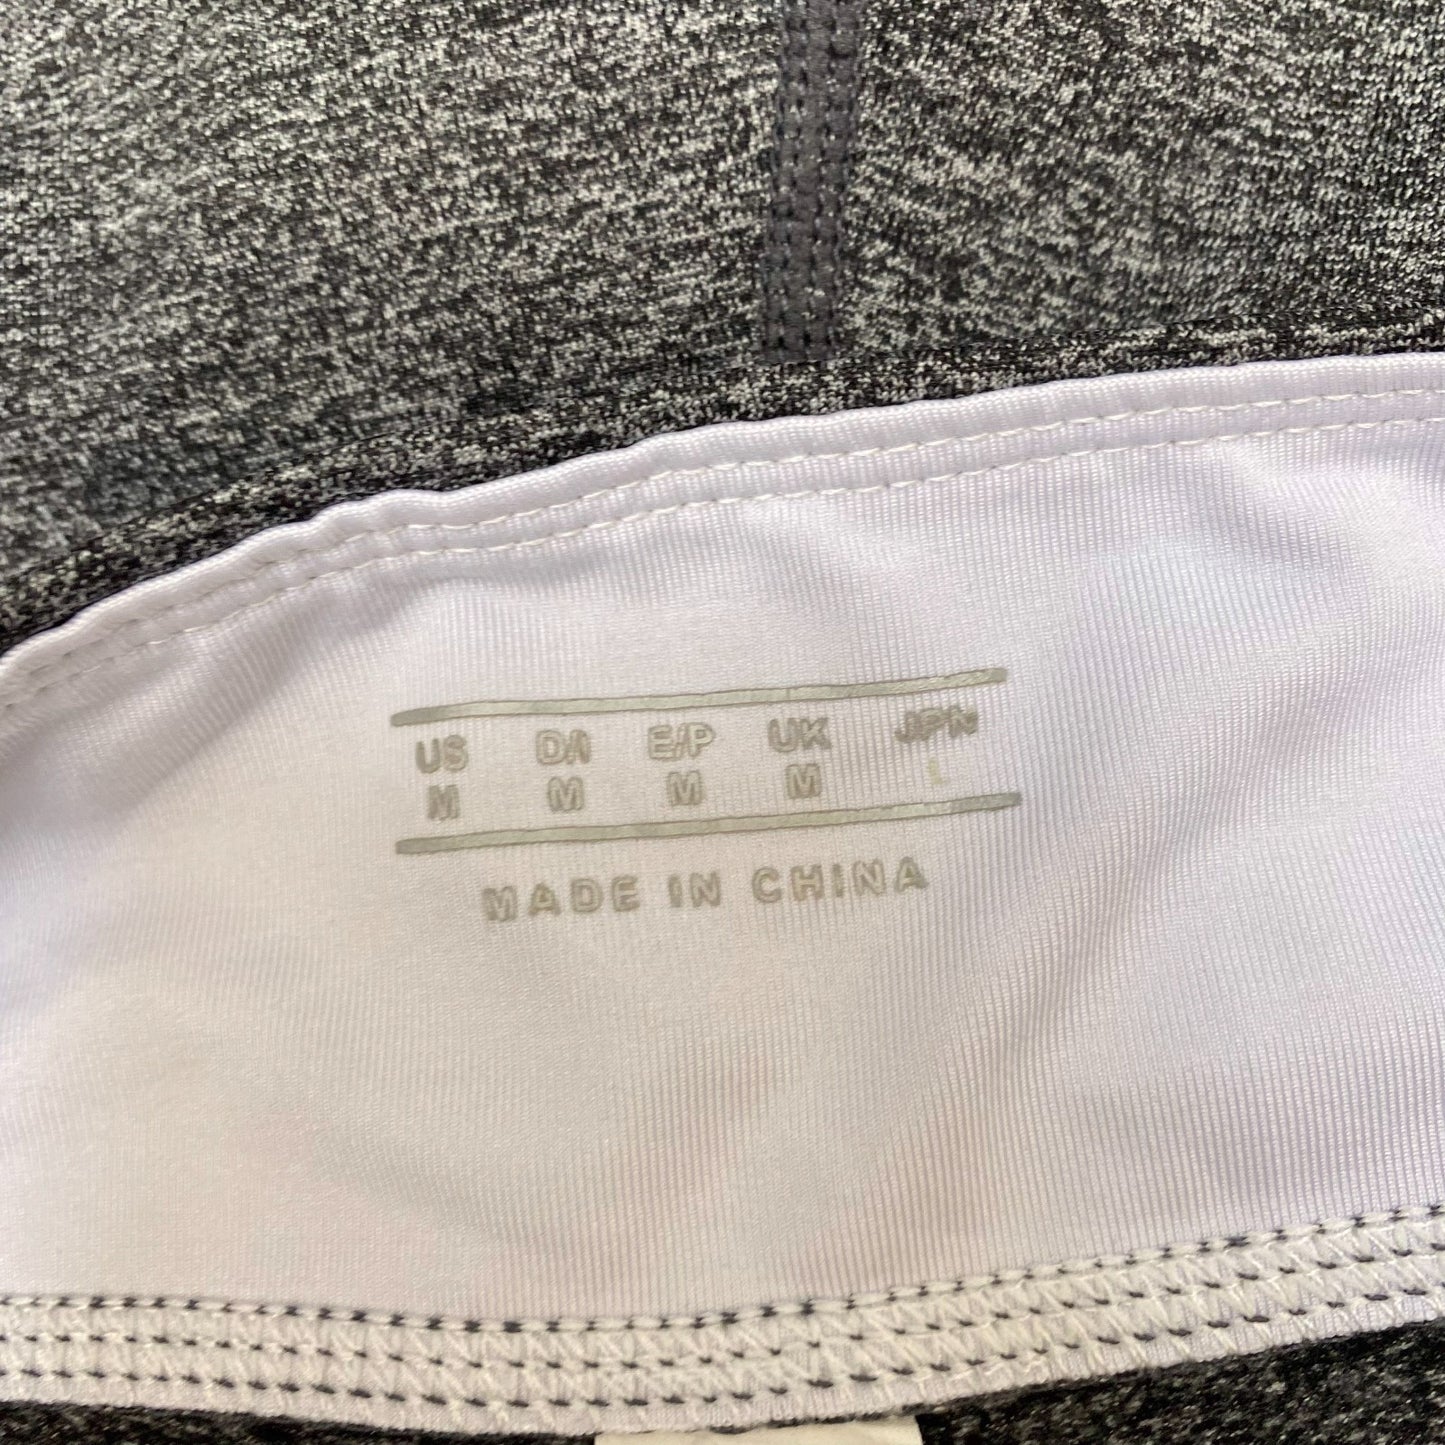 US D/I E/P UK JPN
M M M M L
MADE IN CHINA